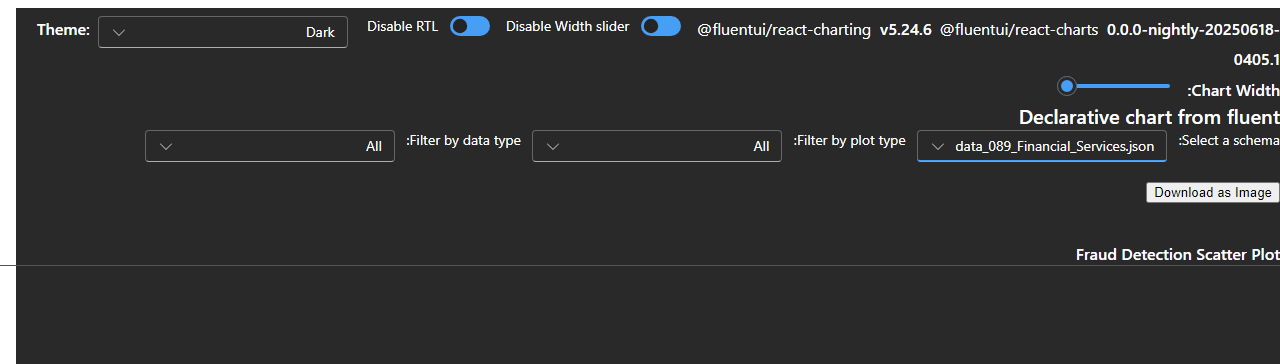 Theme: Dark Disable RTL Disable Width slider @fluentui/react-charting v5.24.6 @fluentui/react-charts 0.0.0-nightly-20250618-
0405.1
:Chart Width
Declarative chart from fluent
:Select a schema data_089_Financial_Services.json :Filter by plot type All :Filter by data type All
Download as Image
Fraud Detection Scatter Plot